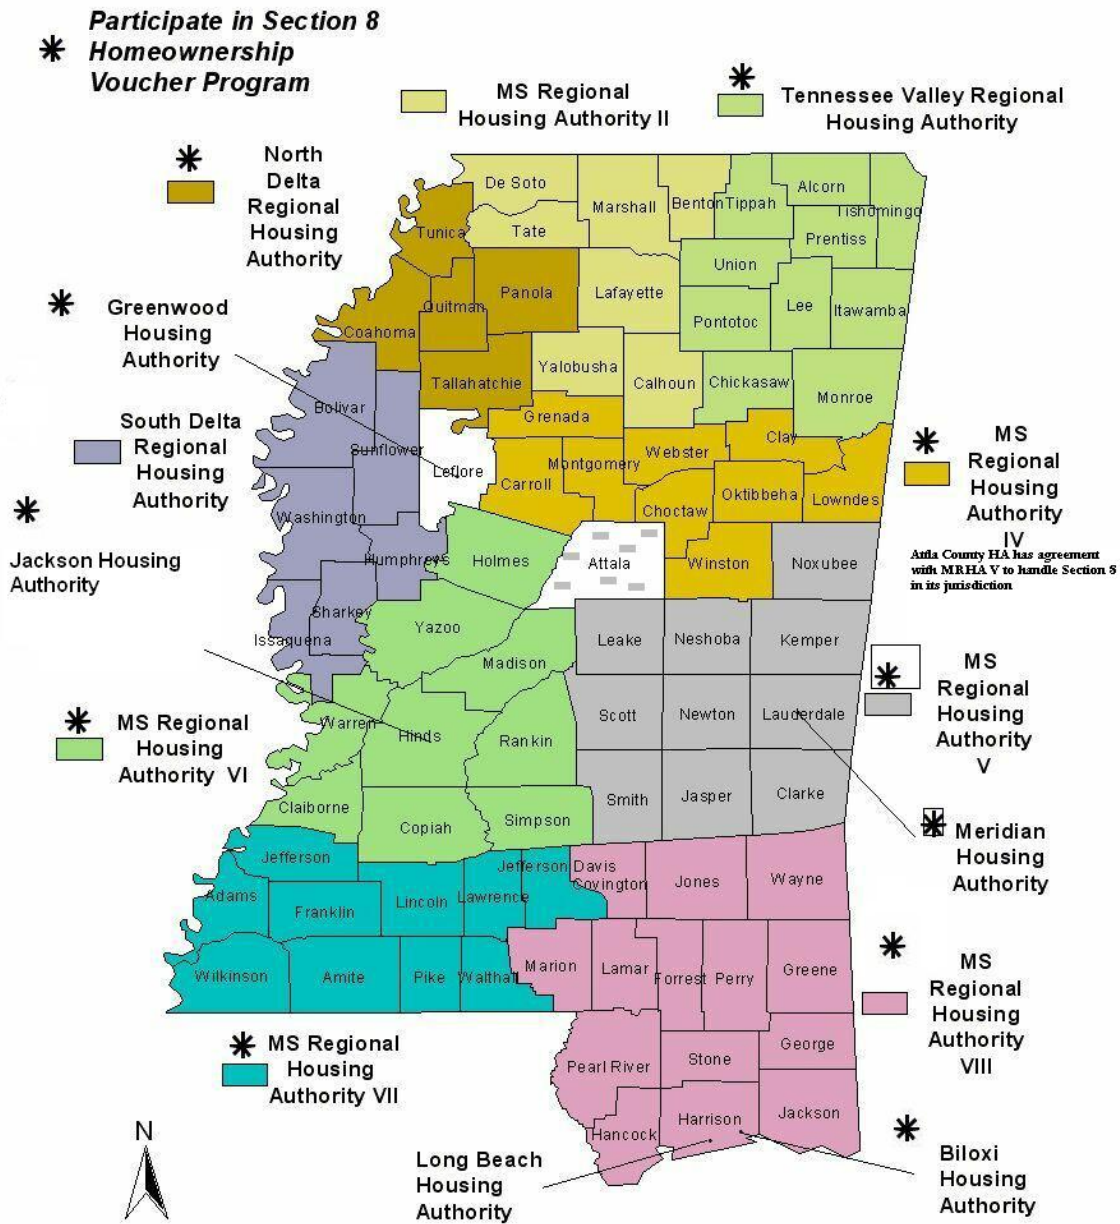 Participate in Section 8
Homeownership
Voucher Program
MS Regional
Housing Authority II
Tennessee Valley Regional
Housing Authority
North
Delta
Regional
Housing
Authority
Greenwood
Housing
Authority
South Delta
Regional
Housing
Authority
Jackson Housing
Authority
MS Regional
Housing
Authority VI
MS Regional
Housing
Authority VII
MS
Regional
Housing
Authority
IV
Attla County HA has agreement
with MRHA V to handle Section 8
in its jurisdiction
MS
Regional
Housing
Authority
V
Meridian
Housing
Authority
MS
Regional
Housing
Authority
VIII
Biloxi
Housing
Authority
Long Beach
Housing
Authority
N
De Soto
Marshall
Benton
Tippah
Alcorn
Tishomingo
Tate
Tunica
Prentiss
Union
Panola
Lafayette
Quitman
Coahoma
Pontotoc
Lee
Itawamba
Yalobusha
Calhoun
Chickasaw
Monroe
Tallahatchie
Bolivar
Sunflower
Grenada
Leflore
Carroll
Montgomery
Webster
Clay
Choctaw
Oktibbeha
Lowndes
Washington
Humphreys
Holmes
Attala
Winston
Noxubee
Sharkey
Issaquena
Yazoo
Madison
Leake
Neshoba
Kemper
Warren
Hinds
Rankin
Scott
Newton
Lauderdale
Claiborne
Copiah
Simpson
Smith
Jasper
Clarke
Jefferson
Adams
Franklin
Lincoln
Lawrence
Jefferson Davis
Covington
Jones
Wayne
Wilkinson
Amite
Pike
Walthall
Marion
Lamar
Forrest
Perry
Greene
Pearl River
Stone
George
Hancock
Harrison
Jackson